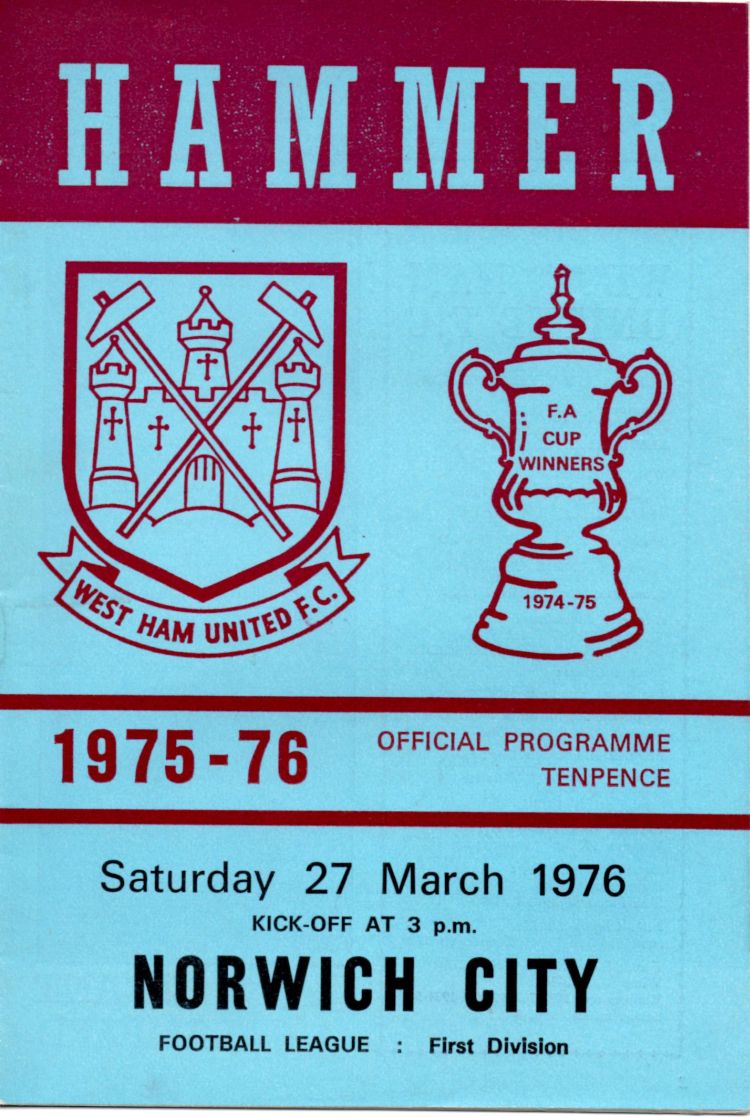 HAMMER
F.A
CUP
WINNERS
1974-75
WEST HAM UNITED F.C.
1975-76
OFFICIAL PROGRAMME
TENPENCE
Saturday 27 March 1976
KICK-OFF AT 3 p.m.
NORWICH CITY
FOOTBALL LEAGUE : First Division